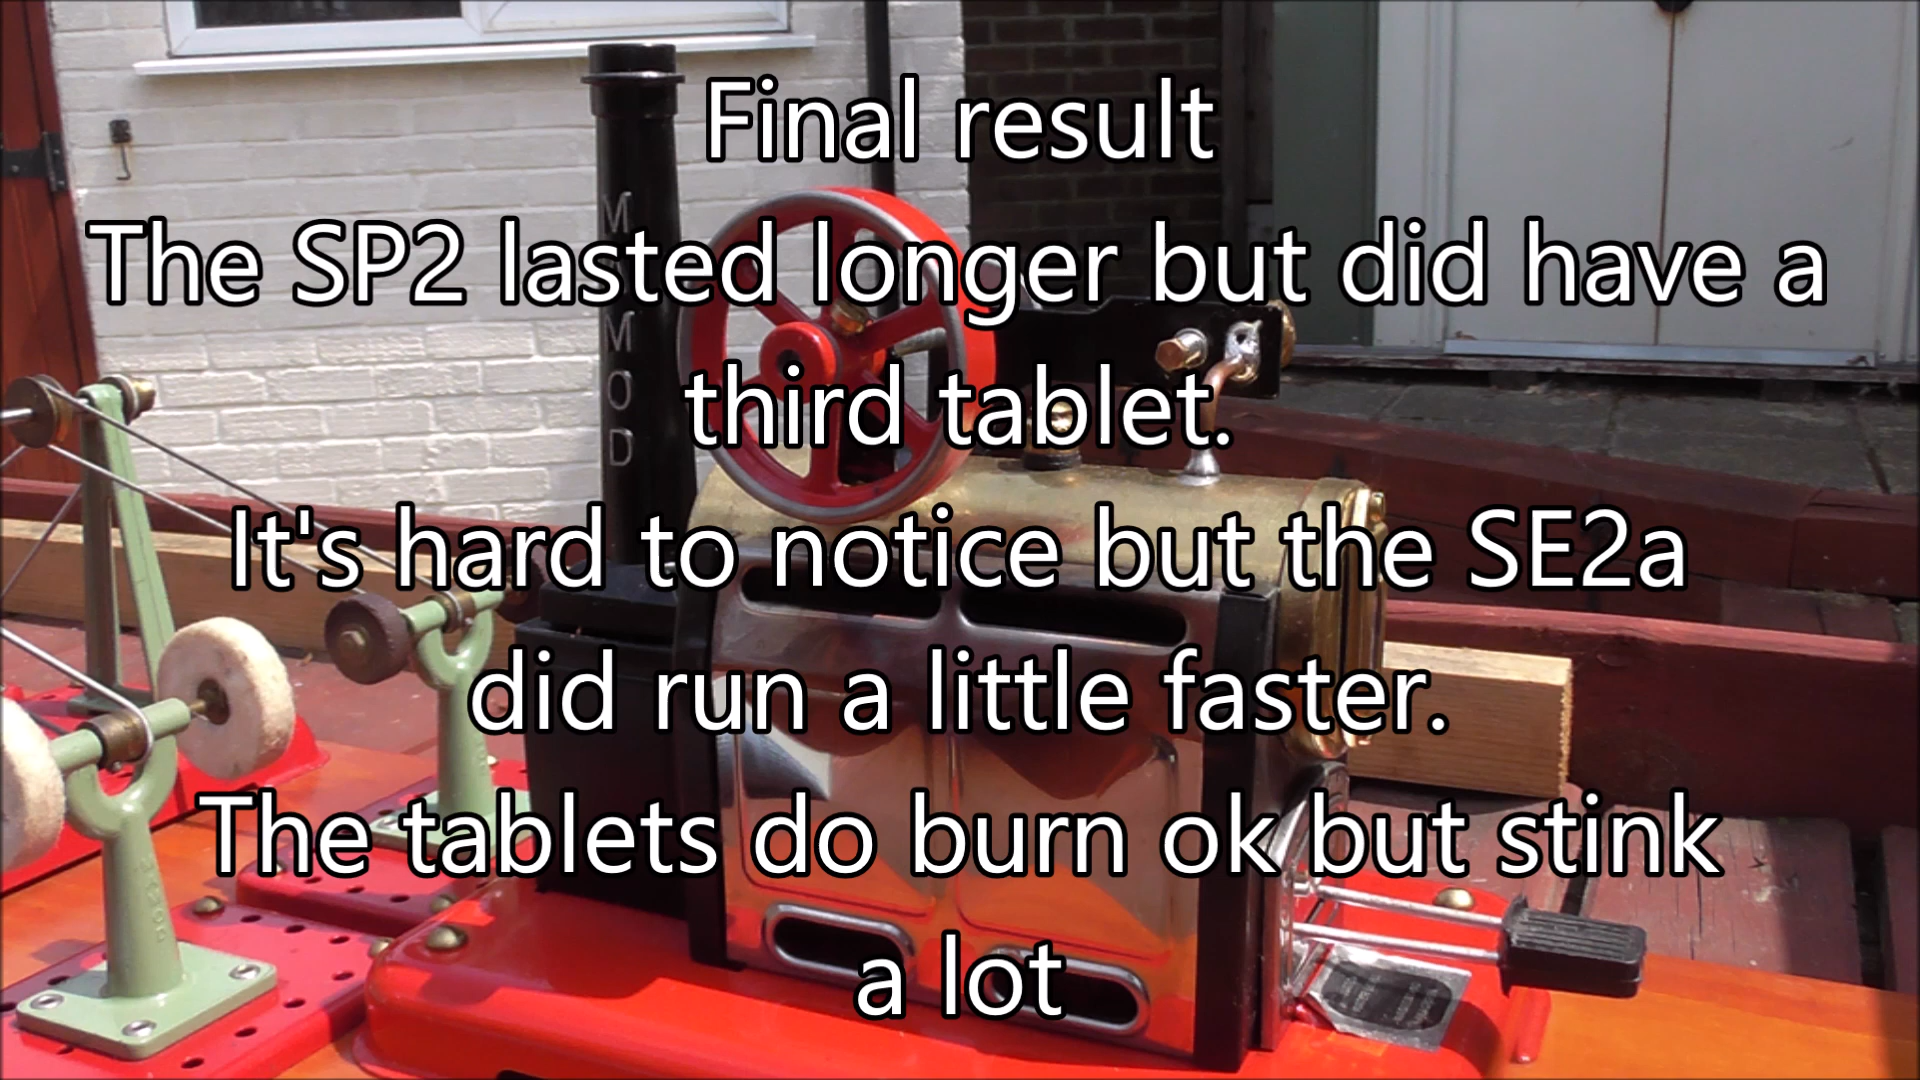 Final result
The SP2 lasted longer but did have a
third tablet.
It's hard to notice but the SE2a
did run a little faster.
The tablets do burn ok but stink
a lot
MAMOD